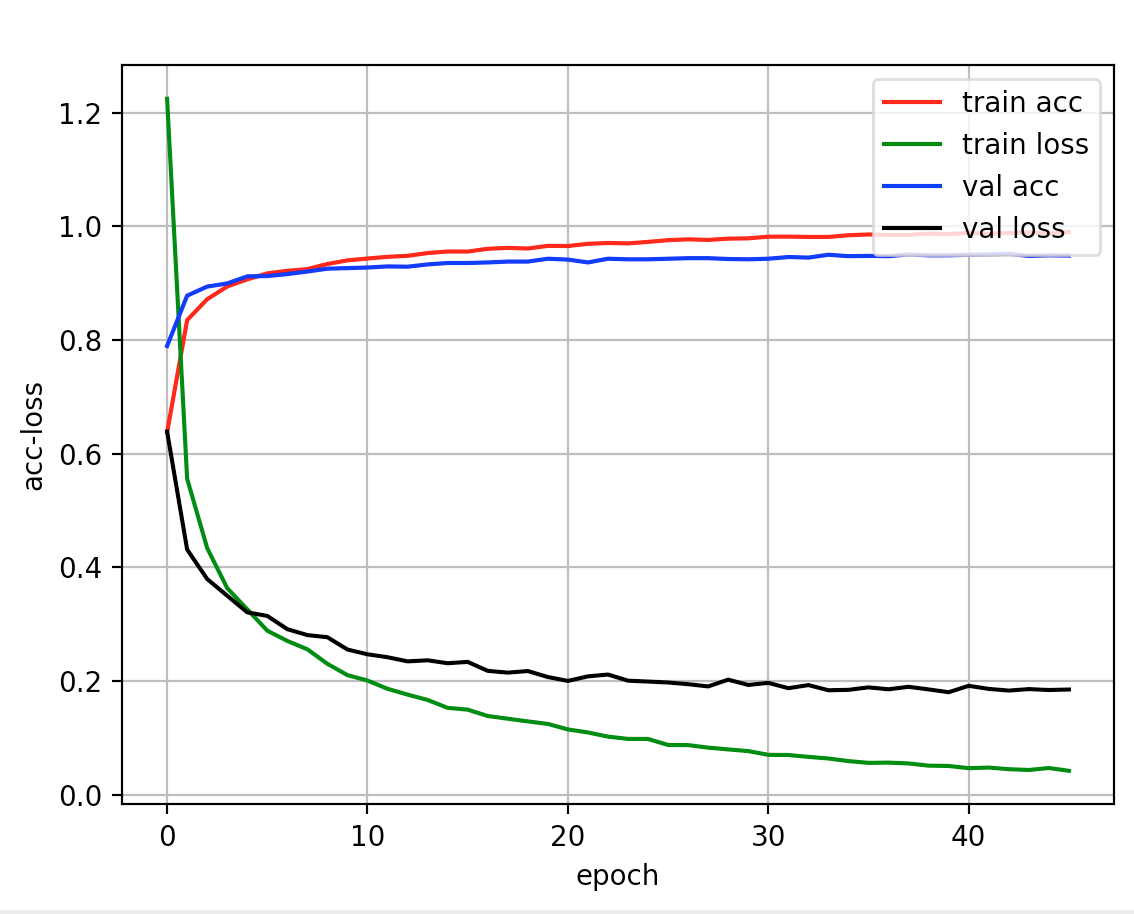 1.2
1.0
0.8
0.6
0.4
0.2
0.0
acc-loss
train acc
train loss
val acc
val loss
0 10 20 30 40
epoch